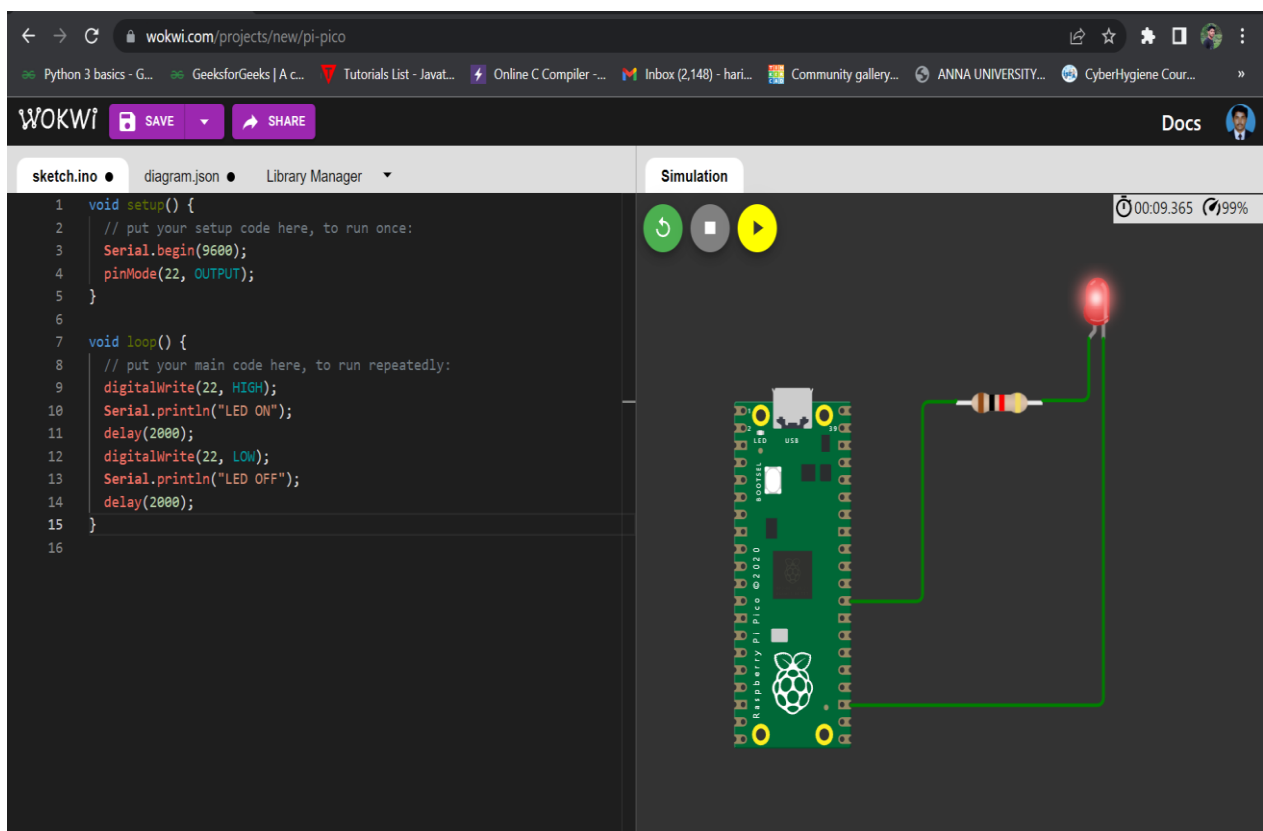 wokwi.com/projects/new/pi-pico
Python 3 basics - G... GeeksforGeeks | A c... Tutorials List - Javat... Online C Compiler -... Inbox (2,148) - hari... Community gallery... ANNA UNIVERSITY... CyberHygiene Cour... »
WOKWi SAVE SHARE Docs
sketch.ino ● diagram.json ● Library Manager Simulation
00:09.365 99%
1 void setup() {
2 // put your setup code here, to run once:
3 Serial.begin(9600);
4 pinMode(22, OUTPUT);
5 }
6
7 void loop() {
8 // put your main code here, to run repeatedly:
9 digitalWrite(22, HIGH);
10 Serial.println("LED ON");
11 delay(2000);
12 digitalWrite(22, LOW);
13 Serial.println("LED OFF");
14 delay(2000);
15 }
16
1
2
39
LED USB
BOOTSEL
Raspberry Pi Pico ©2020